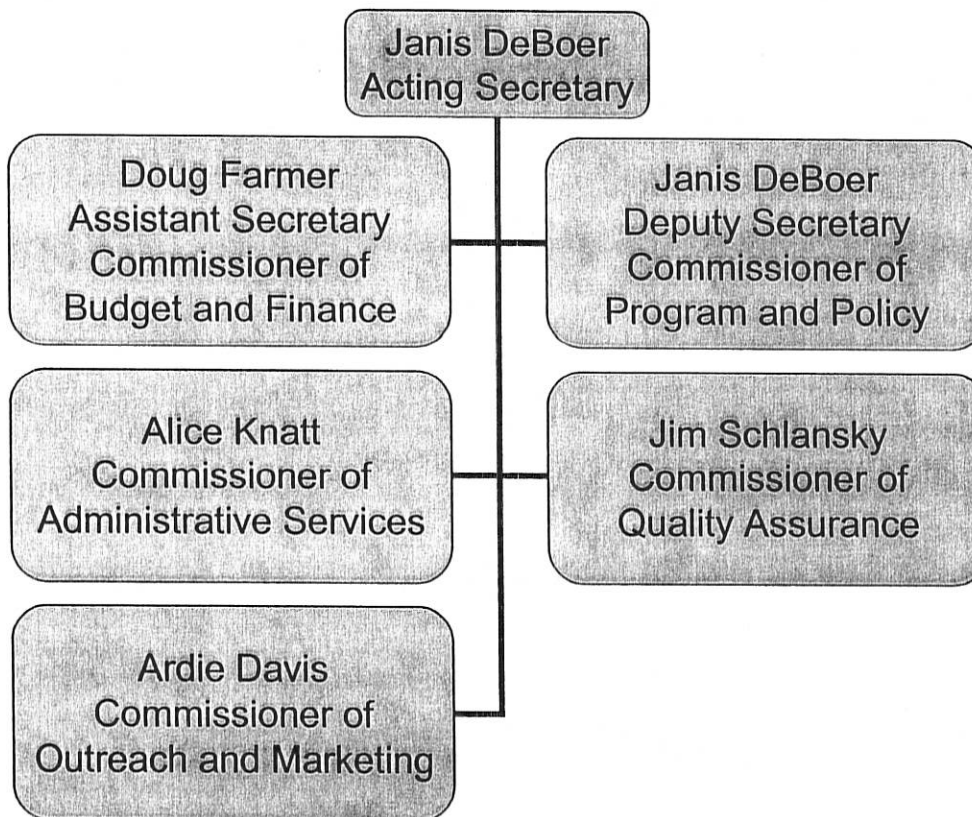 Janis DeBoer
Acting Secretary
Doug Farmer
Assistant Secretary
Commissioner of
Budget and Finance
Janis DeBoer
Deputy Secretary
Commissioner of
Program and Policy
Alice Knatt
Commissioner of
Administrative Services
Jim Schlansky
Commissioner of
Quality Assurance
Ardie Davis
Commissioner of
Outreach and Marketing